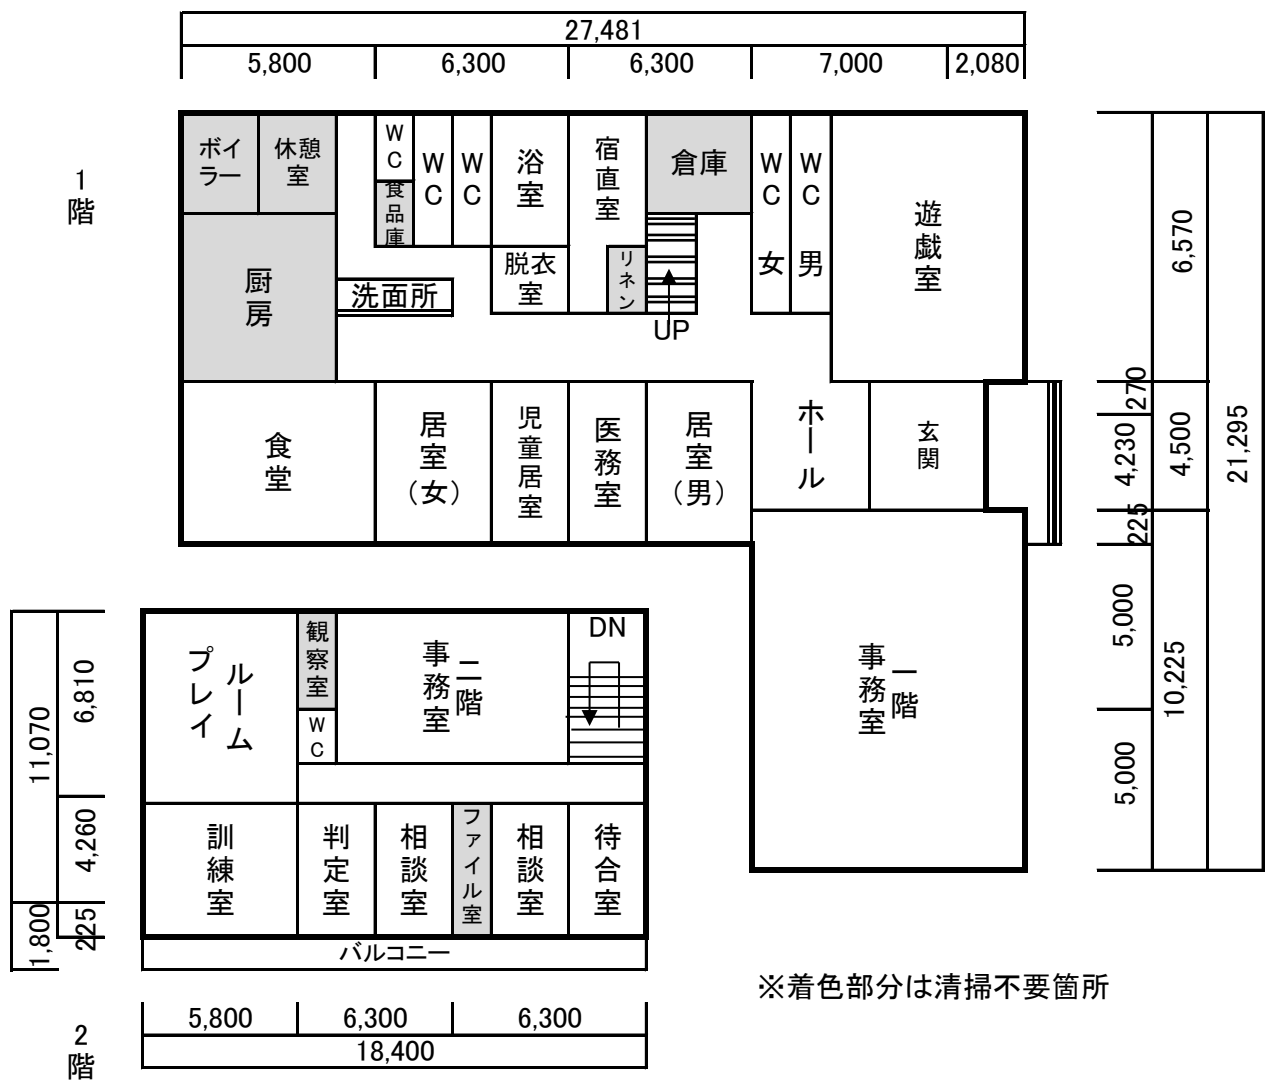 27,481
5,800
6,300
6,300
7,000
2,080
1
階
ボイ
ラー
休憩
室
WC
食品庫
WC
WC
浴室
宿直室
倉庫
WC 女
WC 男
遊戯室
厨房
洗面所
脱衣
室
リネン
UP
食堂
居室
(女)
児童居室
医務室
居室
(男)
ホール
玄関
一階
事務室
6,570
270
4,230
4,500
225
21,295
5,000
10,225
5,000
プレイ
ルーム
観察室
WC
二階
事務室
DN
訓練室
判定室
相談室
ファイル室
相談室
待合室
バルコニー
6,810
11,070
4,260
225
1,800
5,800
6,300
6,300
18,400
2
階
※着色部分は清掃不要箇所